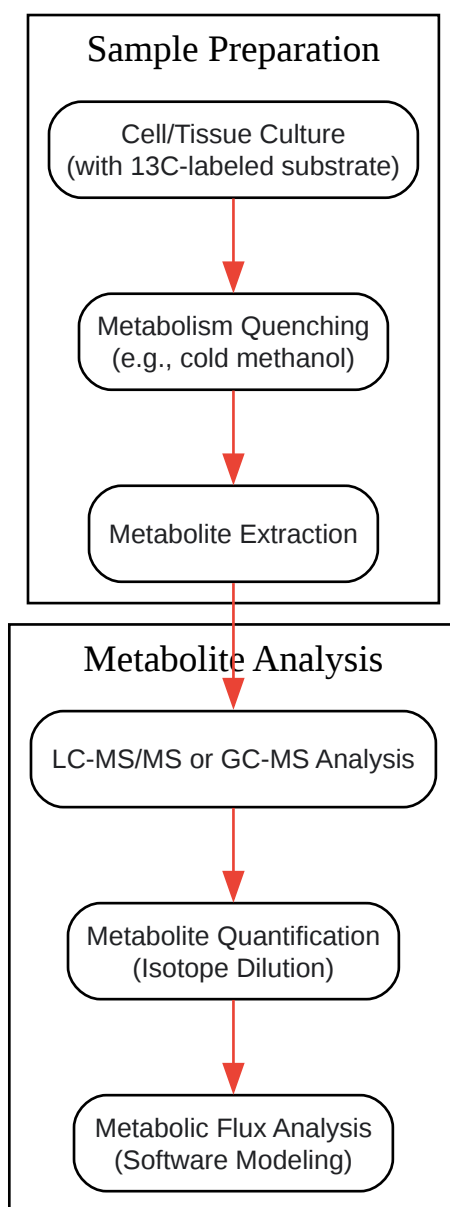 Sample Preparation
Cell/Tissue Culture
(with 13C-labeled substrate)
Metabolism Quenching
(e.g., cold methanol)
Metabolite Extraction
Metabolite Analysis
LC-MS/MS or GC-MS Analysis
Metabolite Quantification
(Isotope Dilution)
Metabolic Flux Analysis
(Software Modeling)